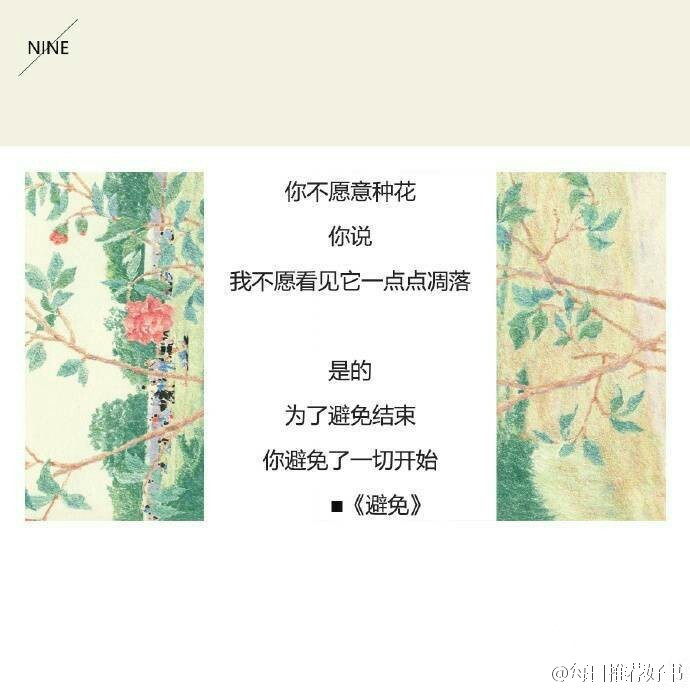 NINE
你不愿意种花
你说
我不愿看见它一点点凋落
是的
为了避免结束
你避免了一切开始
■《避免》
@每日推荐好书